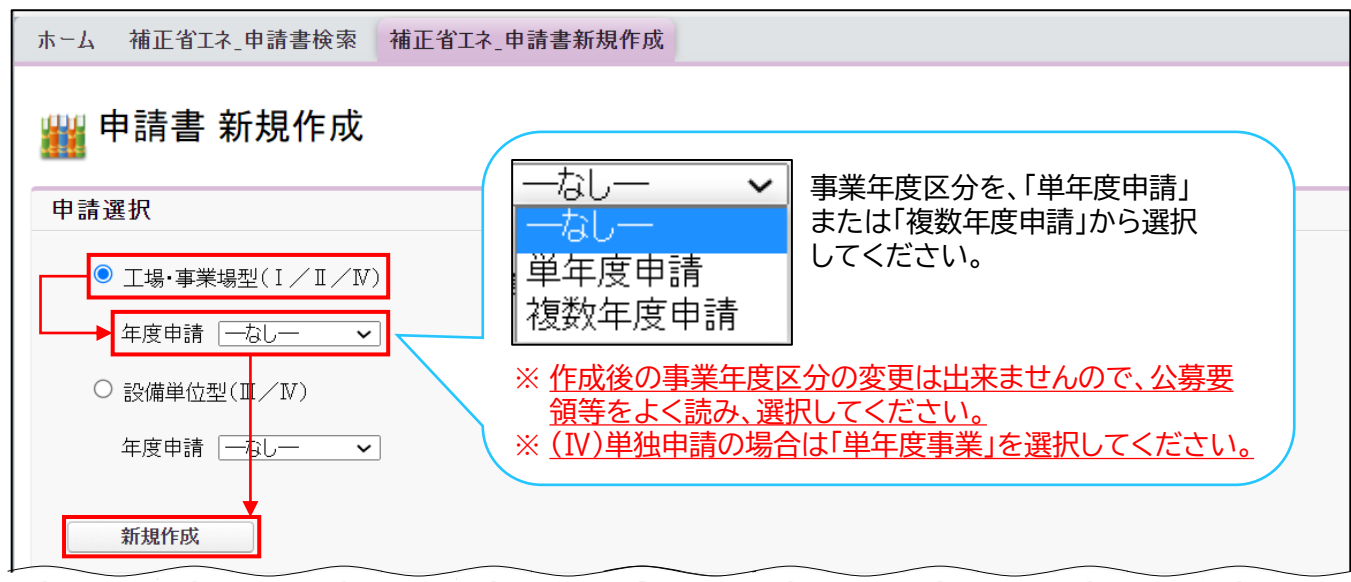 ホーム 補正省エネ_申請書検索 補正省エネ_申請書新規作成
申請書 新規作成
申請選択
工場・事業場型(Ⅰ／Ⅱ／Ⅳ)
年度申請 ―なし―
設備単位型(Ⅲ／Ⅳ)
年度申請 ―なし―
新規作成
―なし―
―なし―
単年度申請
複数年度申請
事業年度区分を、「単年度申請」
または「複数年度申請」から選択
してください。
※ 作成後の事業年度区分の変更は出来ませんので、公募要
領等をよく読み、選択してください。
※ （Ⅳ）単独申請の場合は「単年度事業」を選択してください。